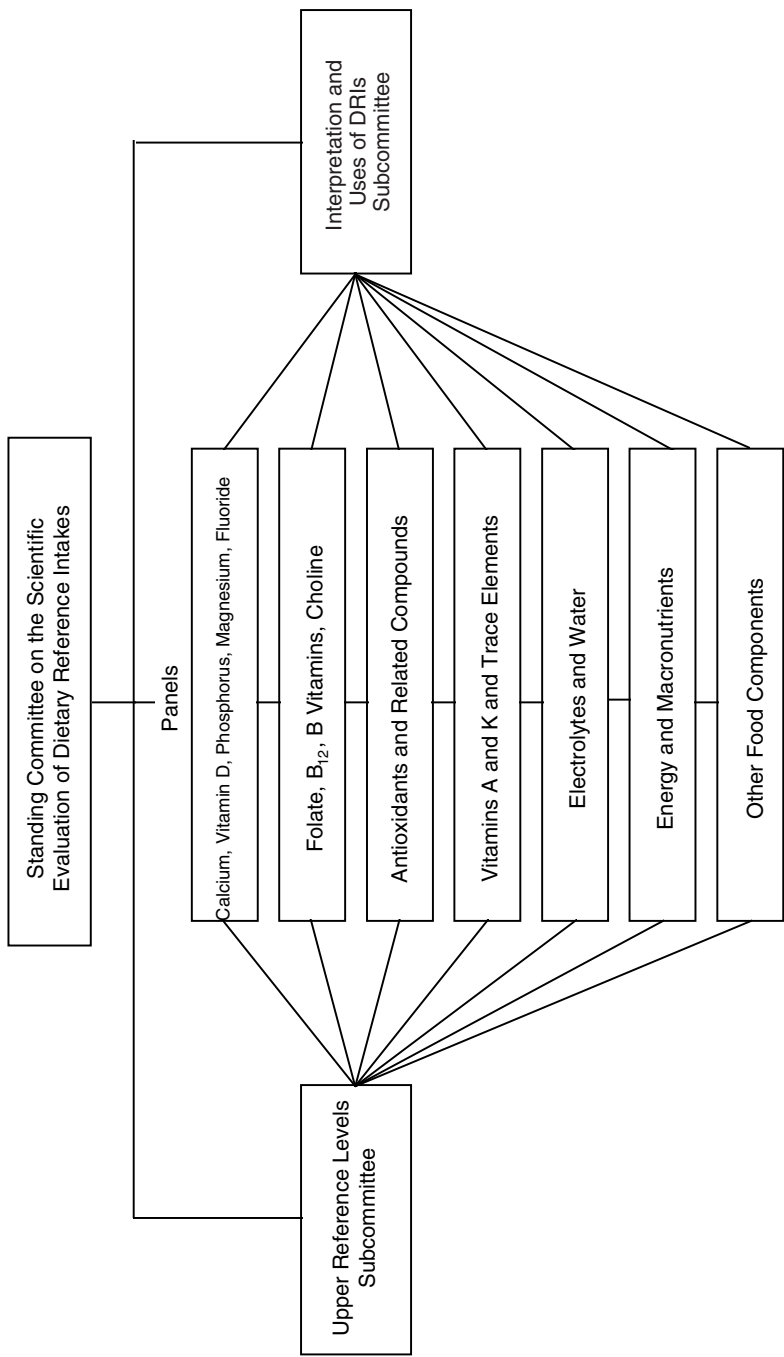 Standing Committee on the Scientific
Evaluation of Dietary Reference Intakes
Panels
Calcium, Vitamin D, Phosphorus, Magnesium, Fluoride
Folate, B₁₂, B Vitamins, Choline
Antioxidants and Related Compounds
Vitamins A and K and Trace Elements
Electrolytes and Water
Energy and Macronutrients
Other Food Components
Upper Reference Levels
Subcommittee
Interpretation and
Uses of DRIs
Subcommittee